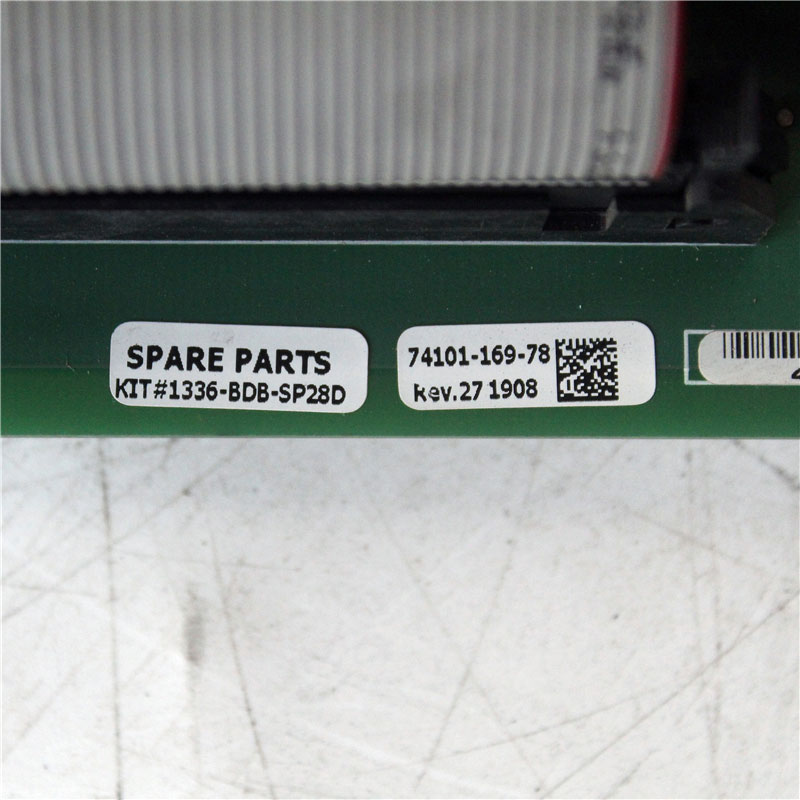 SPARE PARTS
KIT#1336-BDB-SP28D
74101-169-78
Rev.27 1908